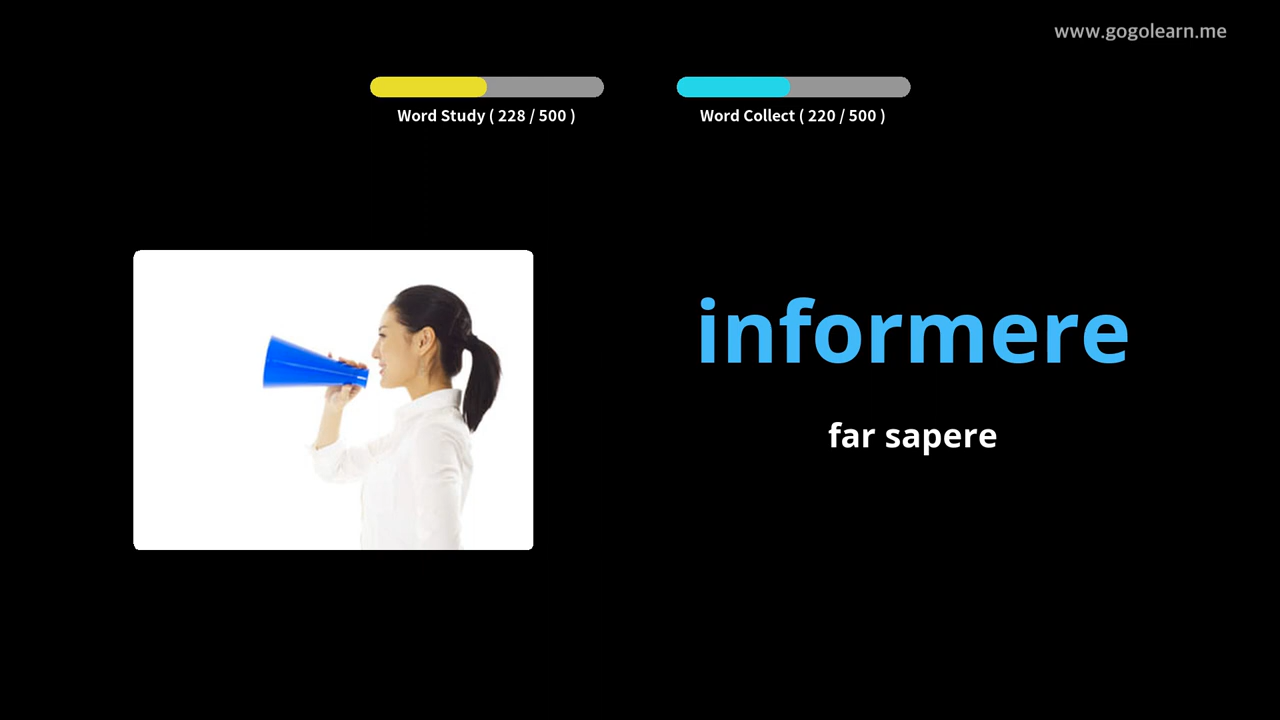 www.gogolearn.me
Word Study ( 228 / 500 )
Word Collect ( 220 / 500 )
informere
far sapere